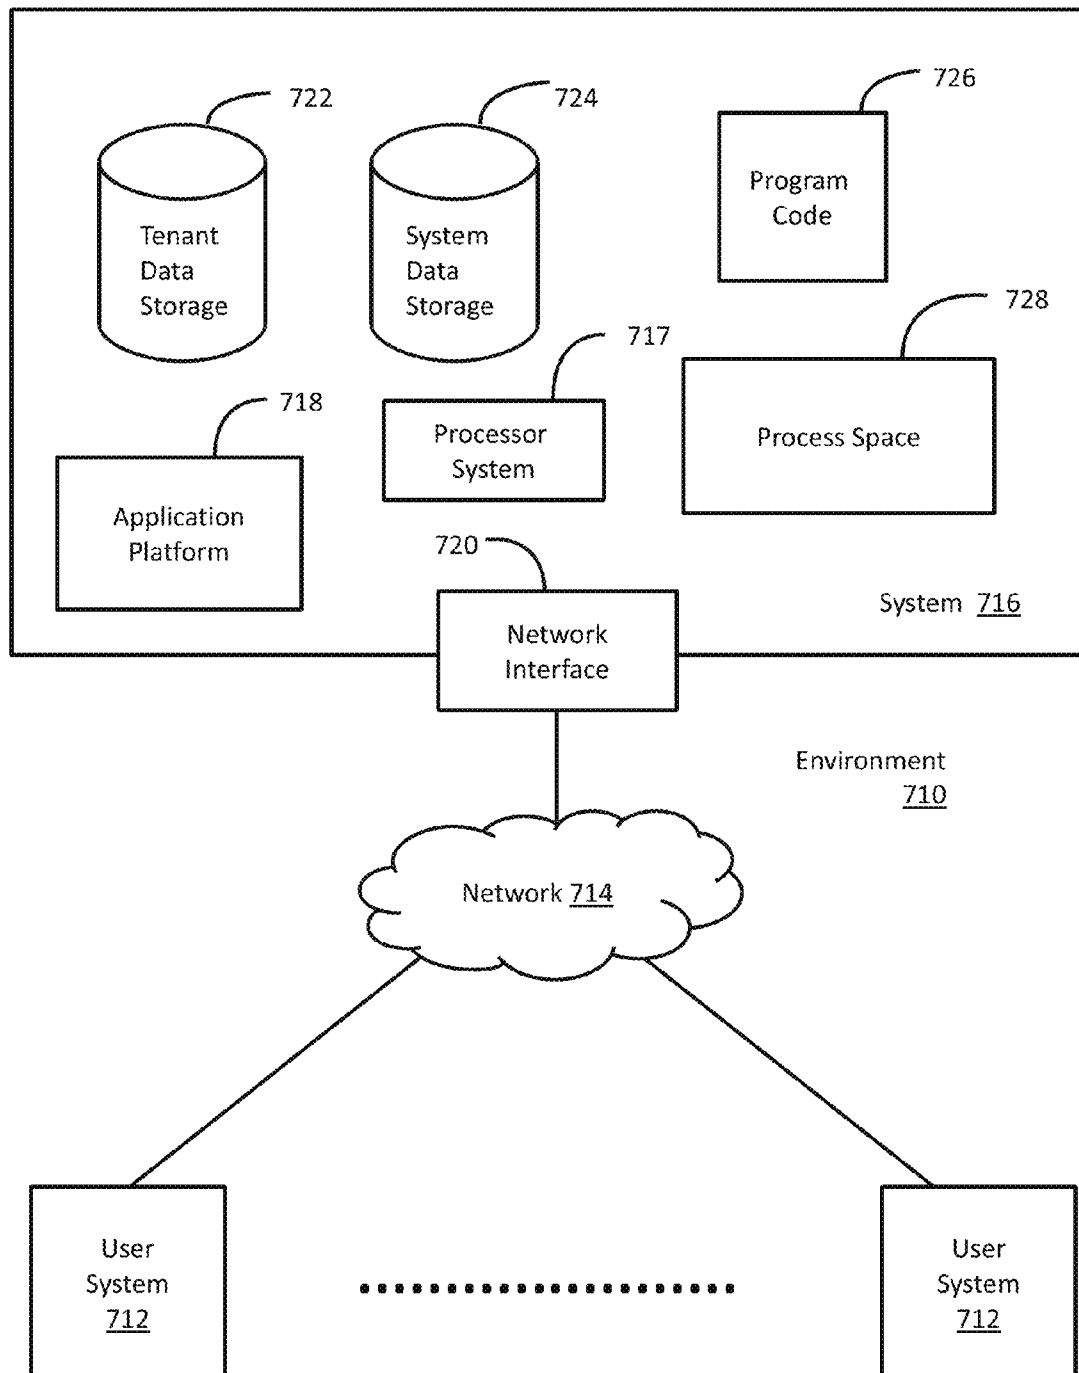 722
724
726
Tenant
Data
Storage
System
Data
Storage
Program
Code
717
728
718
Processor
System
Process Space
Application
Platform
720
Network
Interface
System 716
Environment
710
Network 714
User
System
712
User
System
712